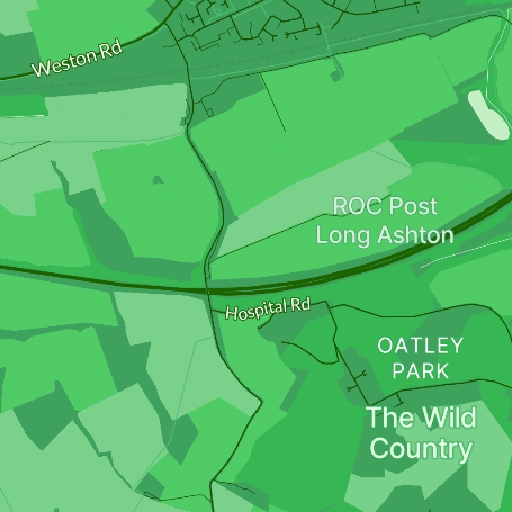 Weston Rd
ROC Post
Long Ashton
Hospital Rd
OATLEY
PARK
The Wild
Country